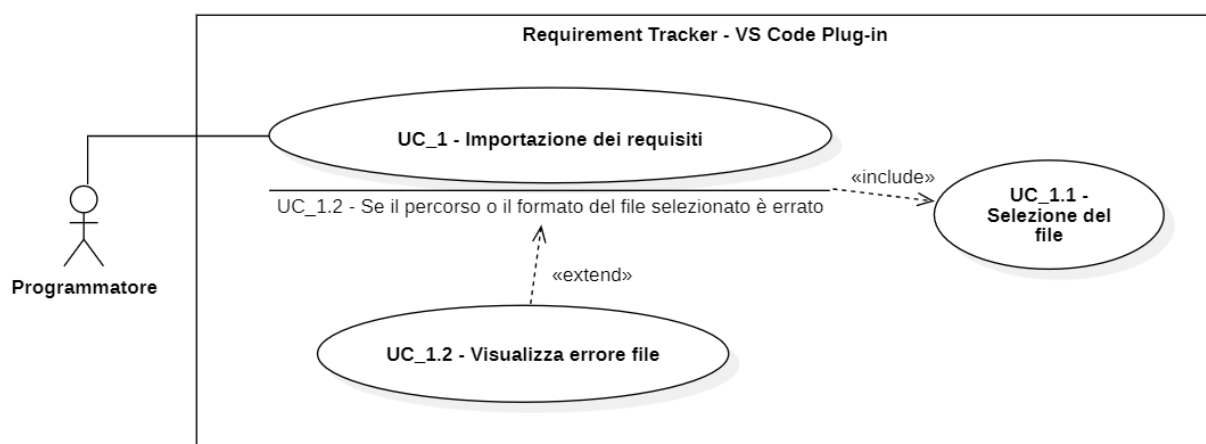 Requirement Tracker - VS Code Plug-in
UC_1 - Importazione dei requisiti
«include»
UC_1.2 - Se il percorso o il formato del file selezionato è errato
UC_1.1 -
Selezione del
file
«extend»
Programmatore
UC_1.2 - Visualizza errore file